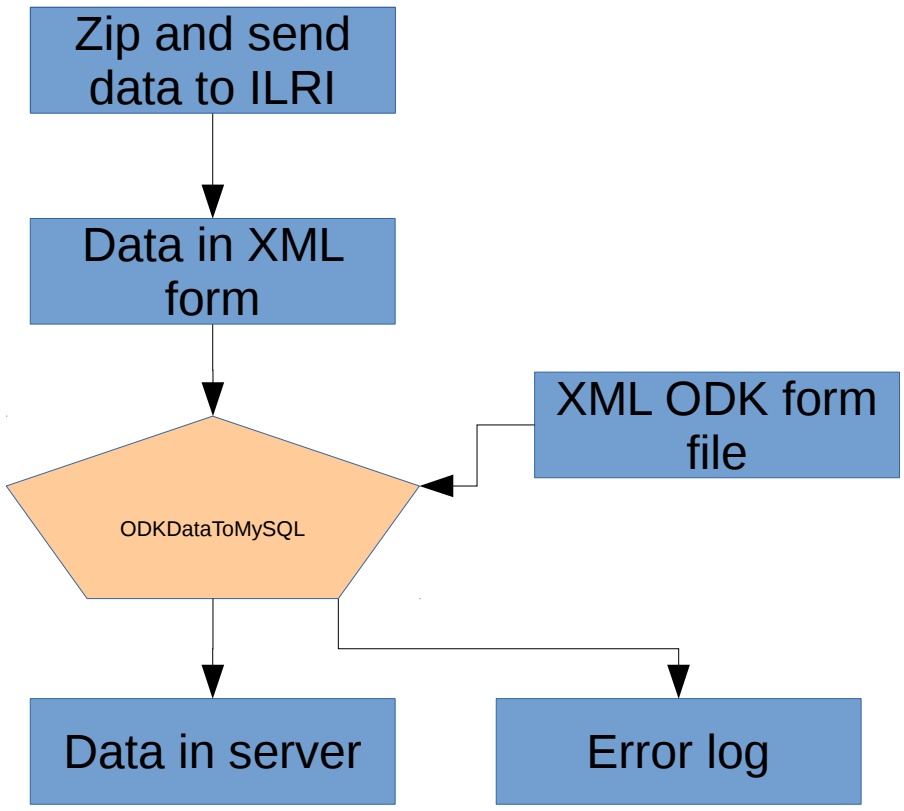 Zip and send
data to ILRI
Data in XML
form
XML ODK form
file
ODKDataToMySQL
Data in server
Error log